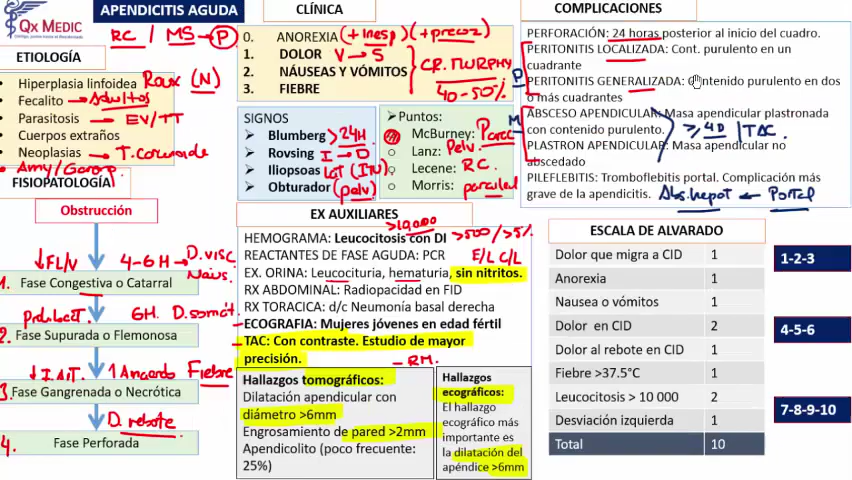 Qx MEDIC
APENDICITIS AGUDA
RC / MS → P
ETIOLOGÍA
Hiperplasia linfoidea Raux (N)
Fecalito → Adultos
Parasitosis → EV/TT
Cuerpos extraños
Neoplasias → T. carcinoide
FISIOPATOLOGÍA
Obstrucción
↓FL/V 4-6H → D. visc
1. Fase Congestiva o Catarral
6H D. somát.
2. Fase Supurada o Flemonosa
Fiebre
3. Fase Gangrenada o Necrótica
D. rebote
4. Fase Perforada
CLÍNICA
0. ANOREXIA (+inesp) (+precoz)
1. DOLOR V → S
2. NÁUSEAS Y VÓMITOS
3. FIEBRE
CR. MURPHY
40-50%
SIGNOS
Blumberg > 24H
Rovsing I → D
Iliopsoas
Obturador (pelv)
Puntos:
McBurney:
Lanz: Pelv.
Lecene: RC.
Morris:
EX AUXILIARES
>10,000
HEMOGRAMA: Leucocitosis con DI >500/>5%
REACTANTES DE FASE AGUDA: PCR E/L C/L
EX. ORINA: Leucocituria, hematuria, sin nitritos.
RX ABDOMINAL: Radiopacidad en FID
RX TORACICA: d/c Neumonía basal derecha
ECOGRAFIA: Mujeres jóvenes en edad fértil
TAC: Con contraste. Estudio de mayor
precisión.
- RM.
Hallazgos tomográficos:
Dilatación apendicular con
diámetro >6mm
Engrosamiento de pared >2mm
Apendicolito (poco frecuente:
25%)
Hallazgos
ecográficos:
El hallazgo
ecográfico más
importante es
la dilatación del
apéndice >6mm
COMPLICACIONES
PERFORACIÓN: 24 horas posterior al inicio del cuadro.
PERITONITIS LOCALIZADA: Cont. purulento en un
cuadrante
PERITONITIS GENERALIZADA: Contenido purulento en dos
o más cuadrantes
P
ABSCESO APENDICULAR: Masa apendicular plastronada
con contenido purulento.
M
≥4D | TAC.
PLASTRON APENDICULAR: Masa apendicular no
abscedado
PILEFLEBITIS: Tromboflebitis portal. Complicación más
grave de la apendicitis. Abs. hepat ← Portal
ESCALA DE ALVARADO
Dolor que migra a CID 1
Anorexia 1
Nausea o vómitos 1
Dolor en CID 2
Dolor al rebote en CID 1
Fiebre >37.5°C 1
Leucocitosis > 10 000 2
Desviación izquierda 1
Total 10
1-2-3
4-5-6
7-8-9-10